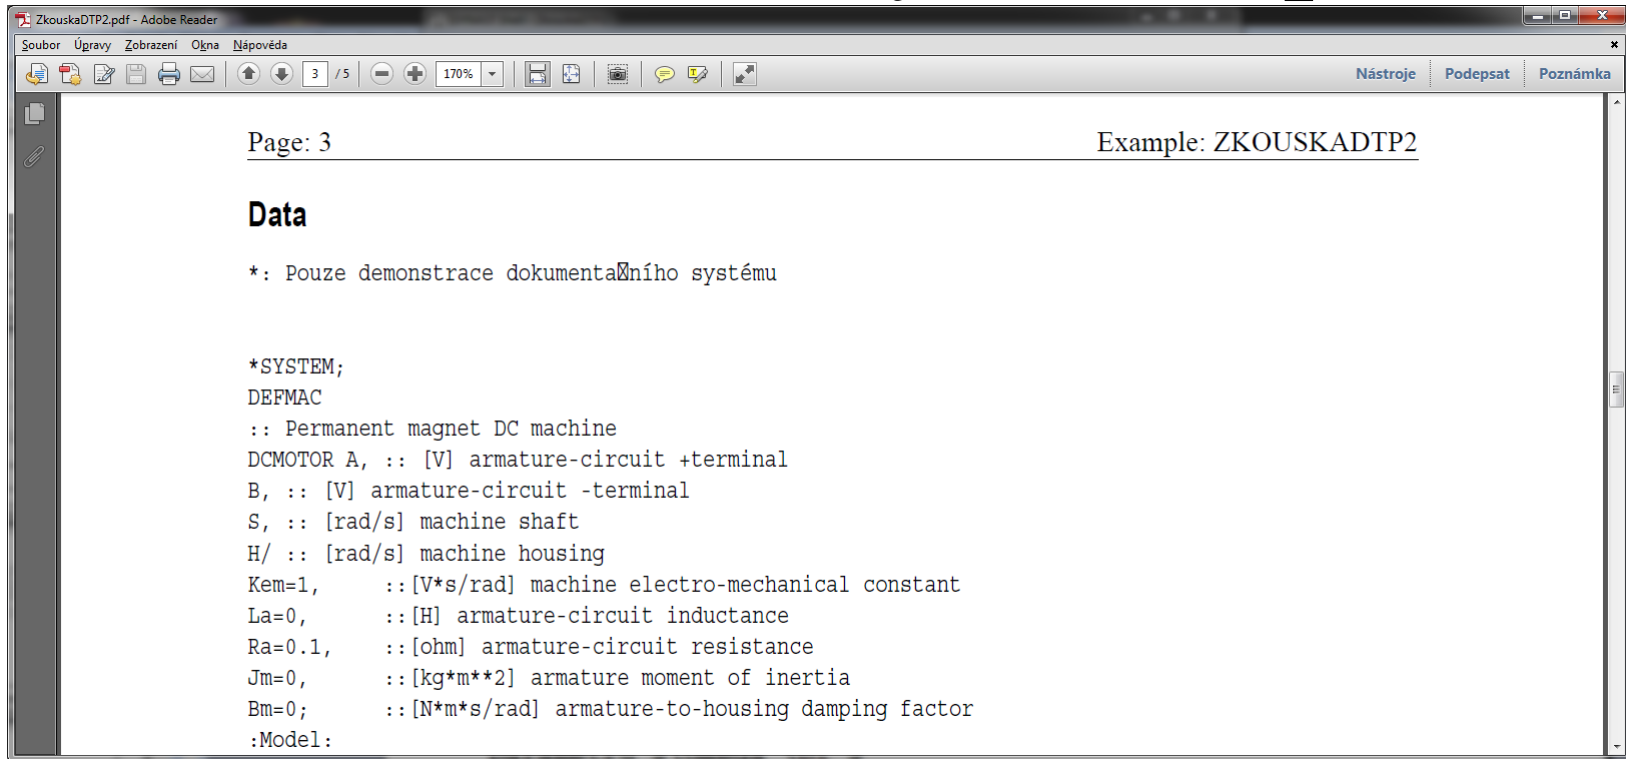 ZkouskaDTP2.pdf - Adobe Reader
Soubor Úpravy Zobrazení Okna Nápověda
3 / 5 170% Nástroje Podepsat Poznámka
Page: 3 Example: ZKOUSKADTP2
Data
*: Pouze demonstrace dokumenta☒ního systému
*SYSTEM;
DEFMAC
:: Permanent magnet DC machine
DCMOTOR A, :: [V] armature-circuit +terminal
B, :: [V] armature-circuit -terminal
S, :: [rad/s] machine shaft
H/ :: [rad/s] machine housing
Kem=1, ::[V*s/rad] machine electro-mechanical constant
La=0, ::[H] armature-circuit inductance
Ra=0.1, ::[ohm] armature-circuit resistance
Jm=0, ::[kg*m**2] armature moment of inertia
Bm=0; ::[N*m*s/rad] armature-to-housing damping factor
:Model: